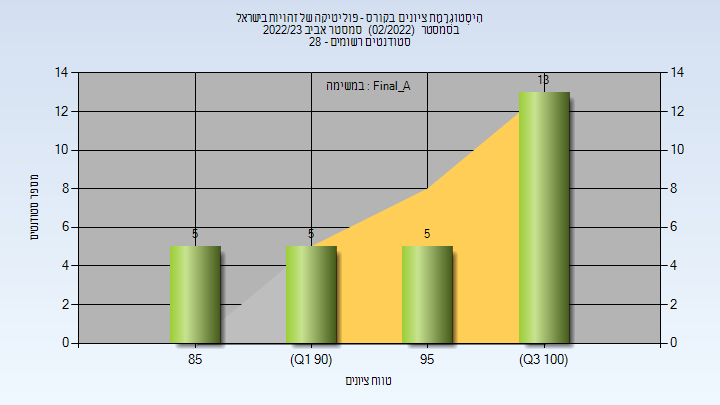 היסטוגרמת ציונים בקורס - פוליטיקה של זהויות בישראל
בסמסטר (02/2022) סמסטר אביב 2022/23
סטודנטים רשומים - 28
במשימה : Final_A
14 14
12 12
10 10
8 8
6 6
4 4
2 2
0 0
5 5 5 13
מספר סטודנטים
85 (Q1 90) 95 (Q3 100)
טווח ציונים